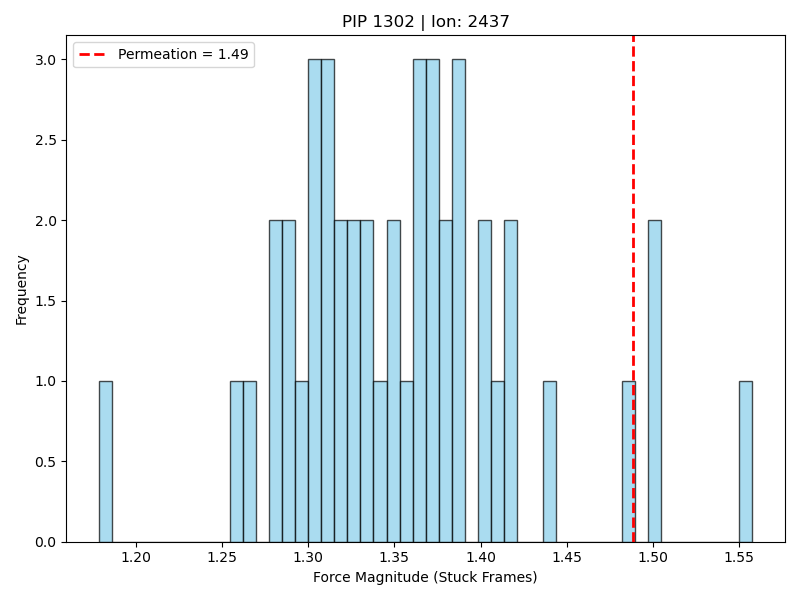 PIP 1302 | Ion: 2437
Permeation = 1.49
Frequency
3.0
2.5
2.0
1.5
1.0
0.5
0.0
1.20 1.25 1.30 1.35 1.40 1.45 1.50 1.55
Force Magnitude (Stuck Frames)